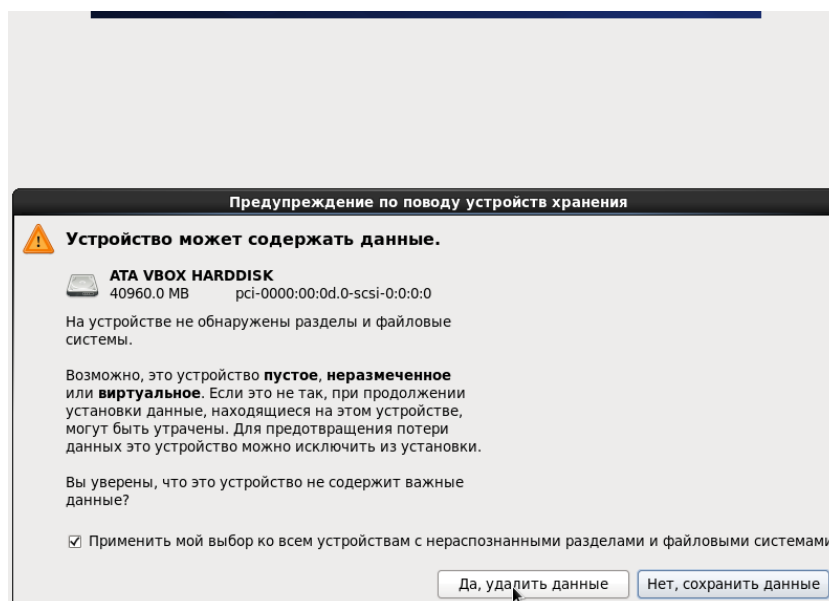 Предупреждение по поводу устройств хранения
Устройство может содержать данные.
ATA VBOX HARDDISK
40960.0 MB pci-0000:00:0d.0-scsi-0:0:0:0
На устройстве не обнаружены разделы и файловые
системы.
Возможно, это устройство пустое, неразмеченное
или виртуальное. Если это не так, при продолжении
установки данные, находящиеся на этом устройстве,
могут быть утрачены. Для предотвращения потери
данных это устройство можно исключить из установки.
Вы уверены, что это устройство не содержит важные
данные?
Применить мой выбор ко всем устройствам с нераспознанными разделами и файловыми системами
Да, удалить данные
Нет, сохранить данные